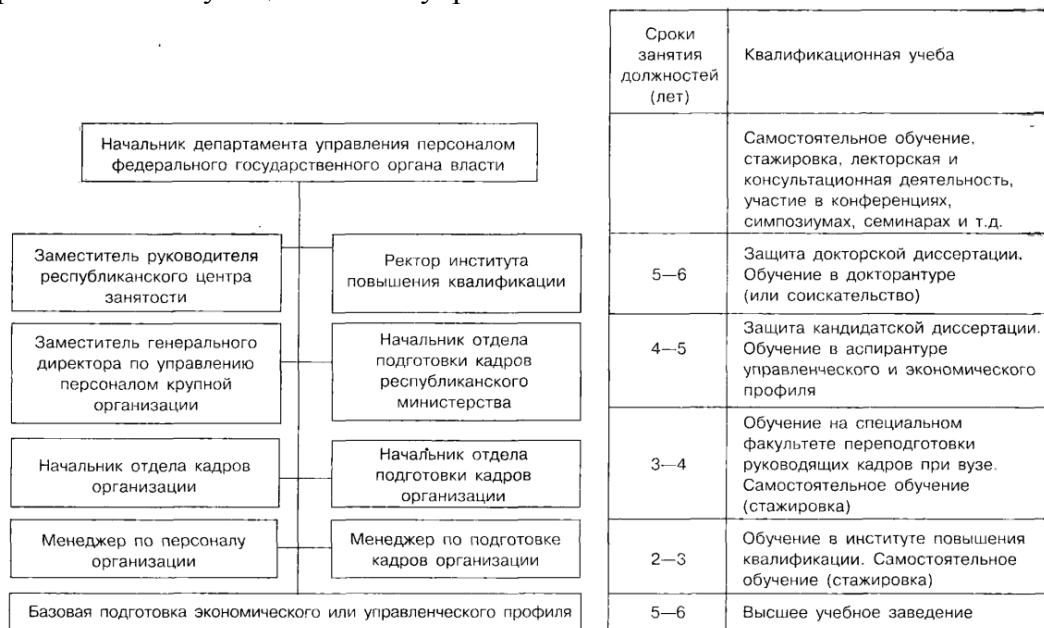 Сроки
занятия
должностей
(лет)
Квалификационная учеба
Начальник департамента управления персоналом
федерального государственного органа власти
Самостоятельное обучение,
стажировка, лекторская и
консультационная деятельность,
участие в конференциях,
симпозиумах, семинарах и т.д.
Заместитель руководителя
республиканского центра
занятости
Ректор института
повышения квалификации
5—6
Защита докторской диссертации.
Обучение в докторантуре
(или соискательство)
Заместитель генерального
директора по управлению
персоналом крупной
организации
Начальник отдела
подготовки кадров
республиканского
министерства
4—5
Защита кандидатской диссертации.
Обучение в аспирантуре
управленческого и экономического
профиля
Начальник отдела кадров
организации
Начальник отдела
подготовки кадров
организации
3—4
Обучение на специальном
факультете переподготовки
руководящих кадров при вузе.
Самостоятельное обучение
(стажировка)
Менеджер по персоналу
организации
Менеджер по подготовке
кадров организации
2—3
Обучение в институте повышения
квалификации. Самостоятельное
обучение (стажировка)
Базовая подготовка экономического или управленческого профиля
5—6
Высшее учебное заведение